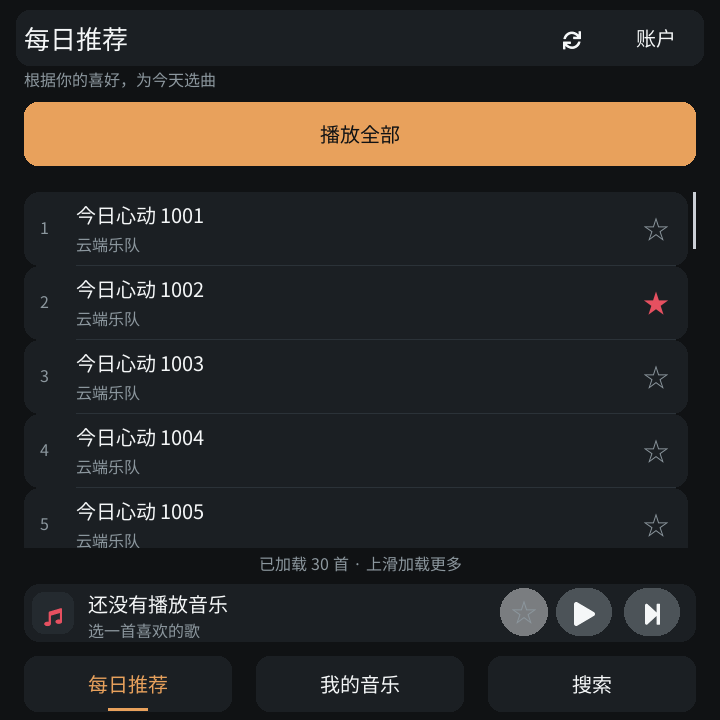 每日推荐
账户
根据你的喜好，为今天选曲
播放全部
1
今日心动 1001
云端乐队
2
今日心动 1002
云端乐队
3
今日心动 1003
云端乐队
4
今日心动 1004
云端乐队
5
今日心动 1005
云端乐队
已加载 30 首 · 上滑加载更多
还没有播放音乐
选一首喜欢的歌
每日推荐
我的音乐
搜索